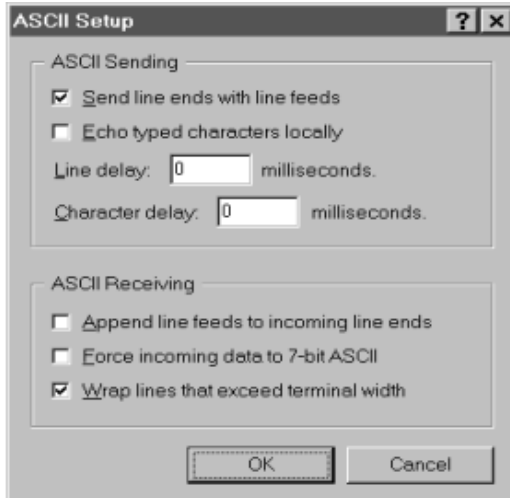 ASCII Setup
ASCII Sending
Send line ends with line feeds
Echo typed characters locally
Line delay: 0 milliseconds.
Character delay: 0 milliseconds.
ASCII Receiving
Append line feeds to incoming line ends
Force incoming data to 7-bit ASCII
Wrap lines that exceed terminal width
OK Cancel